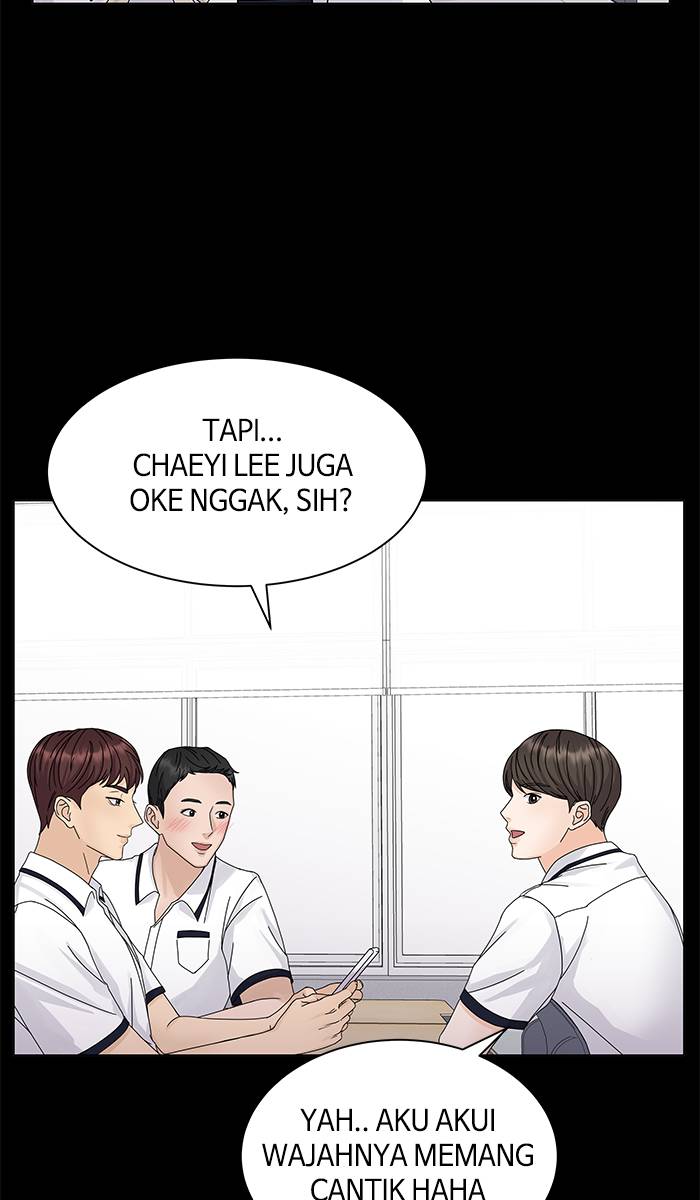 TAPI...
CHAEYI LEE JUGA
OKE NGGAK, SIH?
YAH.. AKU AKUI
WAJAHNYA MEMANG
CANTIK HAHA